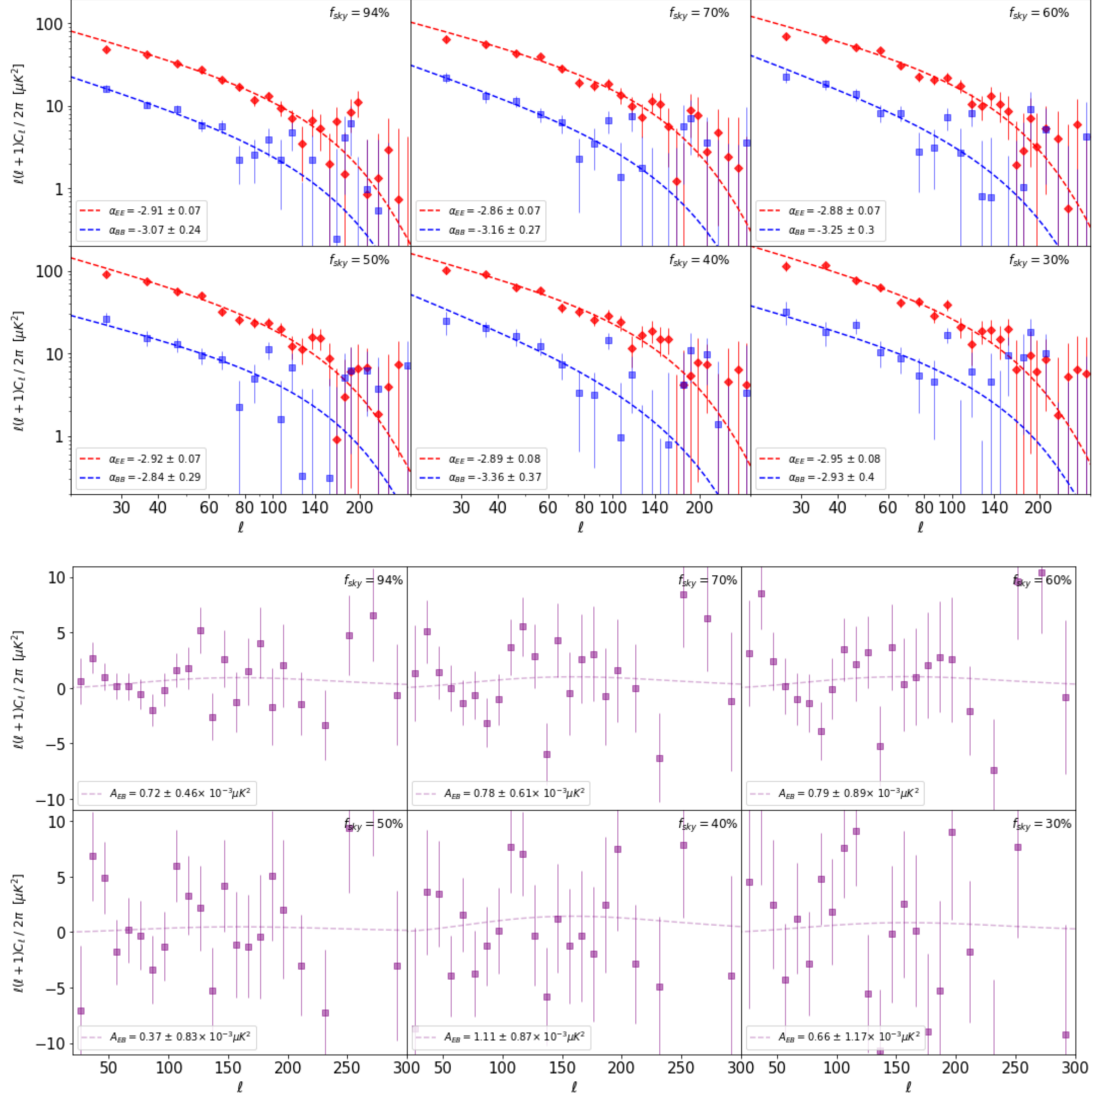 f_sky = 94%
f_sky = 70%
f_sky = 60%
100
10
1
ℓ(ℓ + 1)C_ℓ / 2π [μK²]
α_EE = -2.91 ± 0.07
α_BB = -3.07 ± 0.24
α_EE = -2.86 ± 0.07
α_BB = -3.16 ± 0.27
α_EE = -2.88 ± 0.07
α_BB = -3.25 ± 0.3
f_sky = 50%
f_sky = 40%
f_sky = 30%
100
10
1
ℓ(ℓ + 1)C_ℓ / 2π [μK²]
α_EE = -2.92 ± 0.07
α_BB = -2.84 ± 0.29
α_EE = -2.89 ± 0.08
α_BB = -3.36 ± 0.37
α_EE = -2.95 ± 0.08
α_BB = -2.93 ± 0.4
30 40 60 80 100 140 200
30 40 60 80 100 140 200
30 40 60 80 100 140 200
ℓ
ℓ
ℓ
f_sky = 94%
f_sky = 70%
f_sky = 60%
10
5
0
−5
−10
ℓ(ℓ + 1)C_ℓ / 2π [μK²]
A_EB = 0.72 ± 0.46× 10⁻³μK²
A_EB = 0.78 ± 0.61× 10⁻³μK²
A_EB = 0.79 ± 0.89× 10⁻³μK²
f_sky = 50%
f_sky = 40%
f_sky = 30%
10
5
0
−5
−10
ℓ(ℓ + 1)C_ℓ / 2π [μK²]
A_EB = 0.37 ± 0.83× 10⁻³μK²
A_EB = 1.11 ± 0.87× 10⁻³μK²
A_EB = 0.66 ± 1.17× 10⁻³μK²
50 100 150 200 250 300
50 100 150 200 250 300
50 100 150 200 250 300
ℓ
ℓ
ℓ